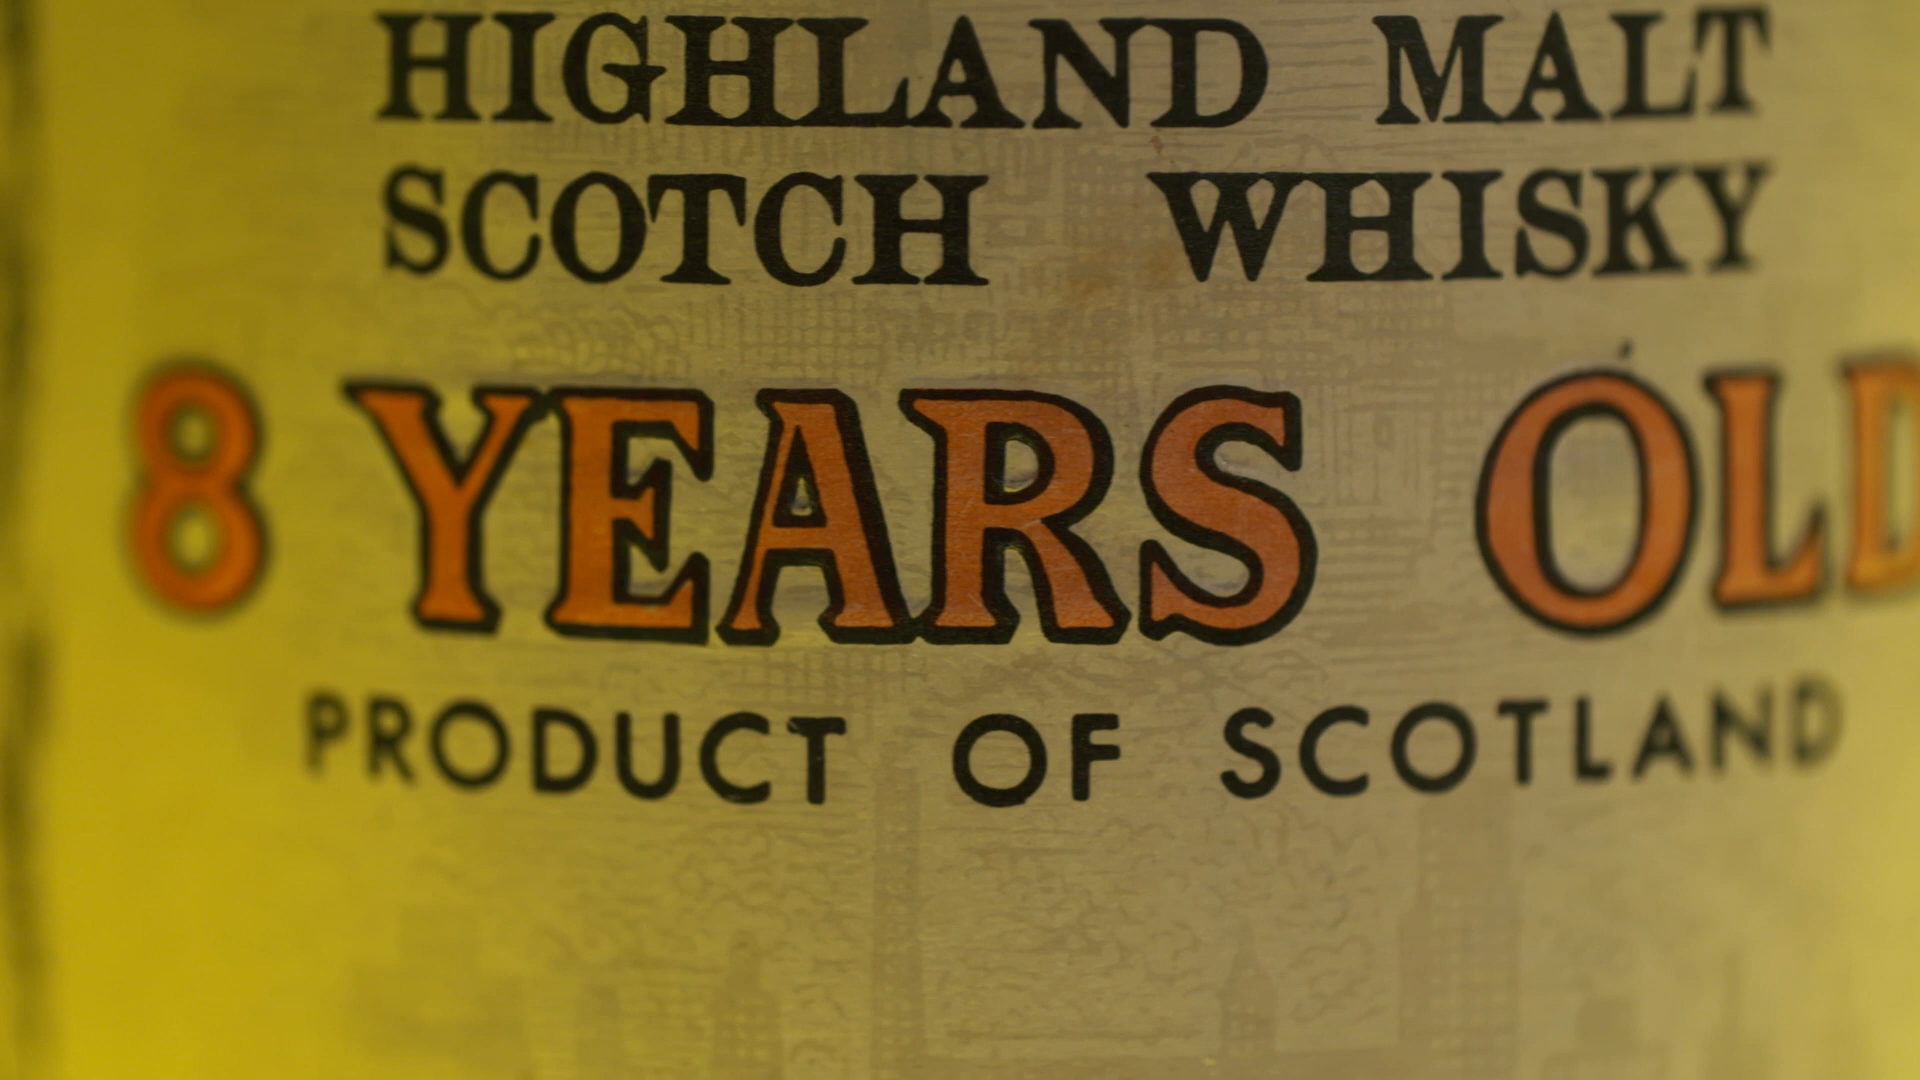 HIGHLAND MALT
SCOTCH WHISKY
8 YEARS OLD
PRODUCT OF SCOTLAND